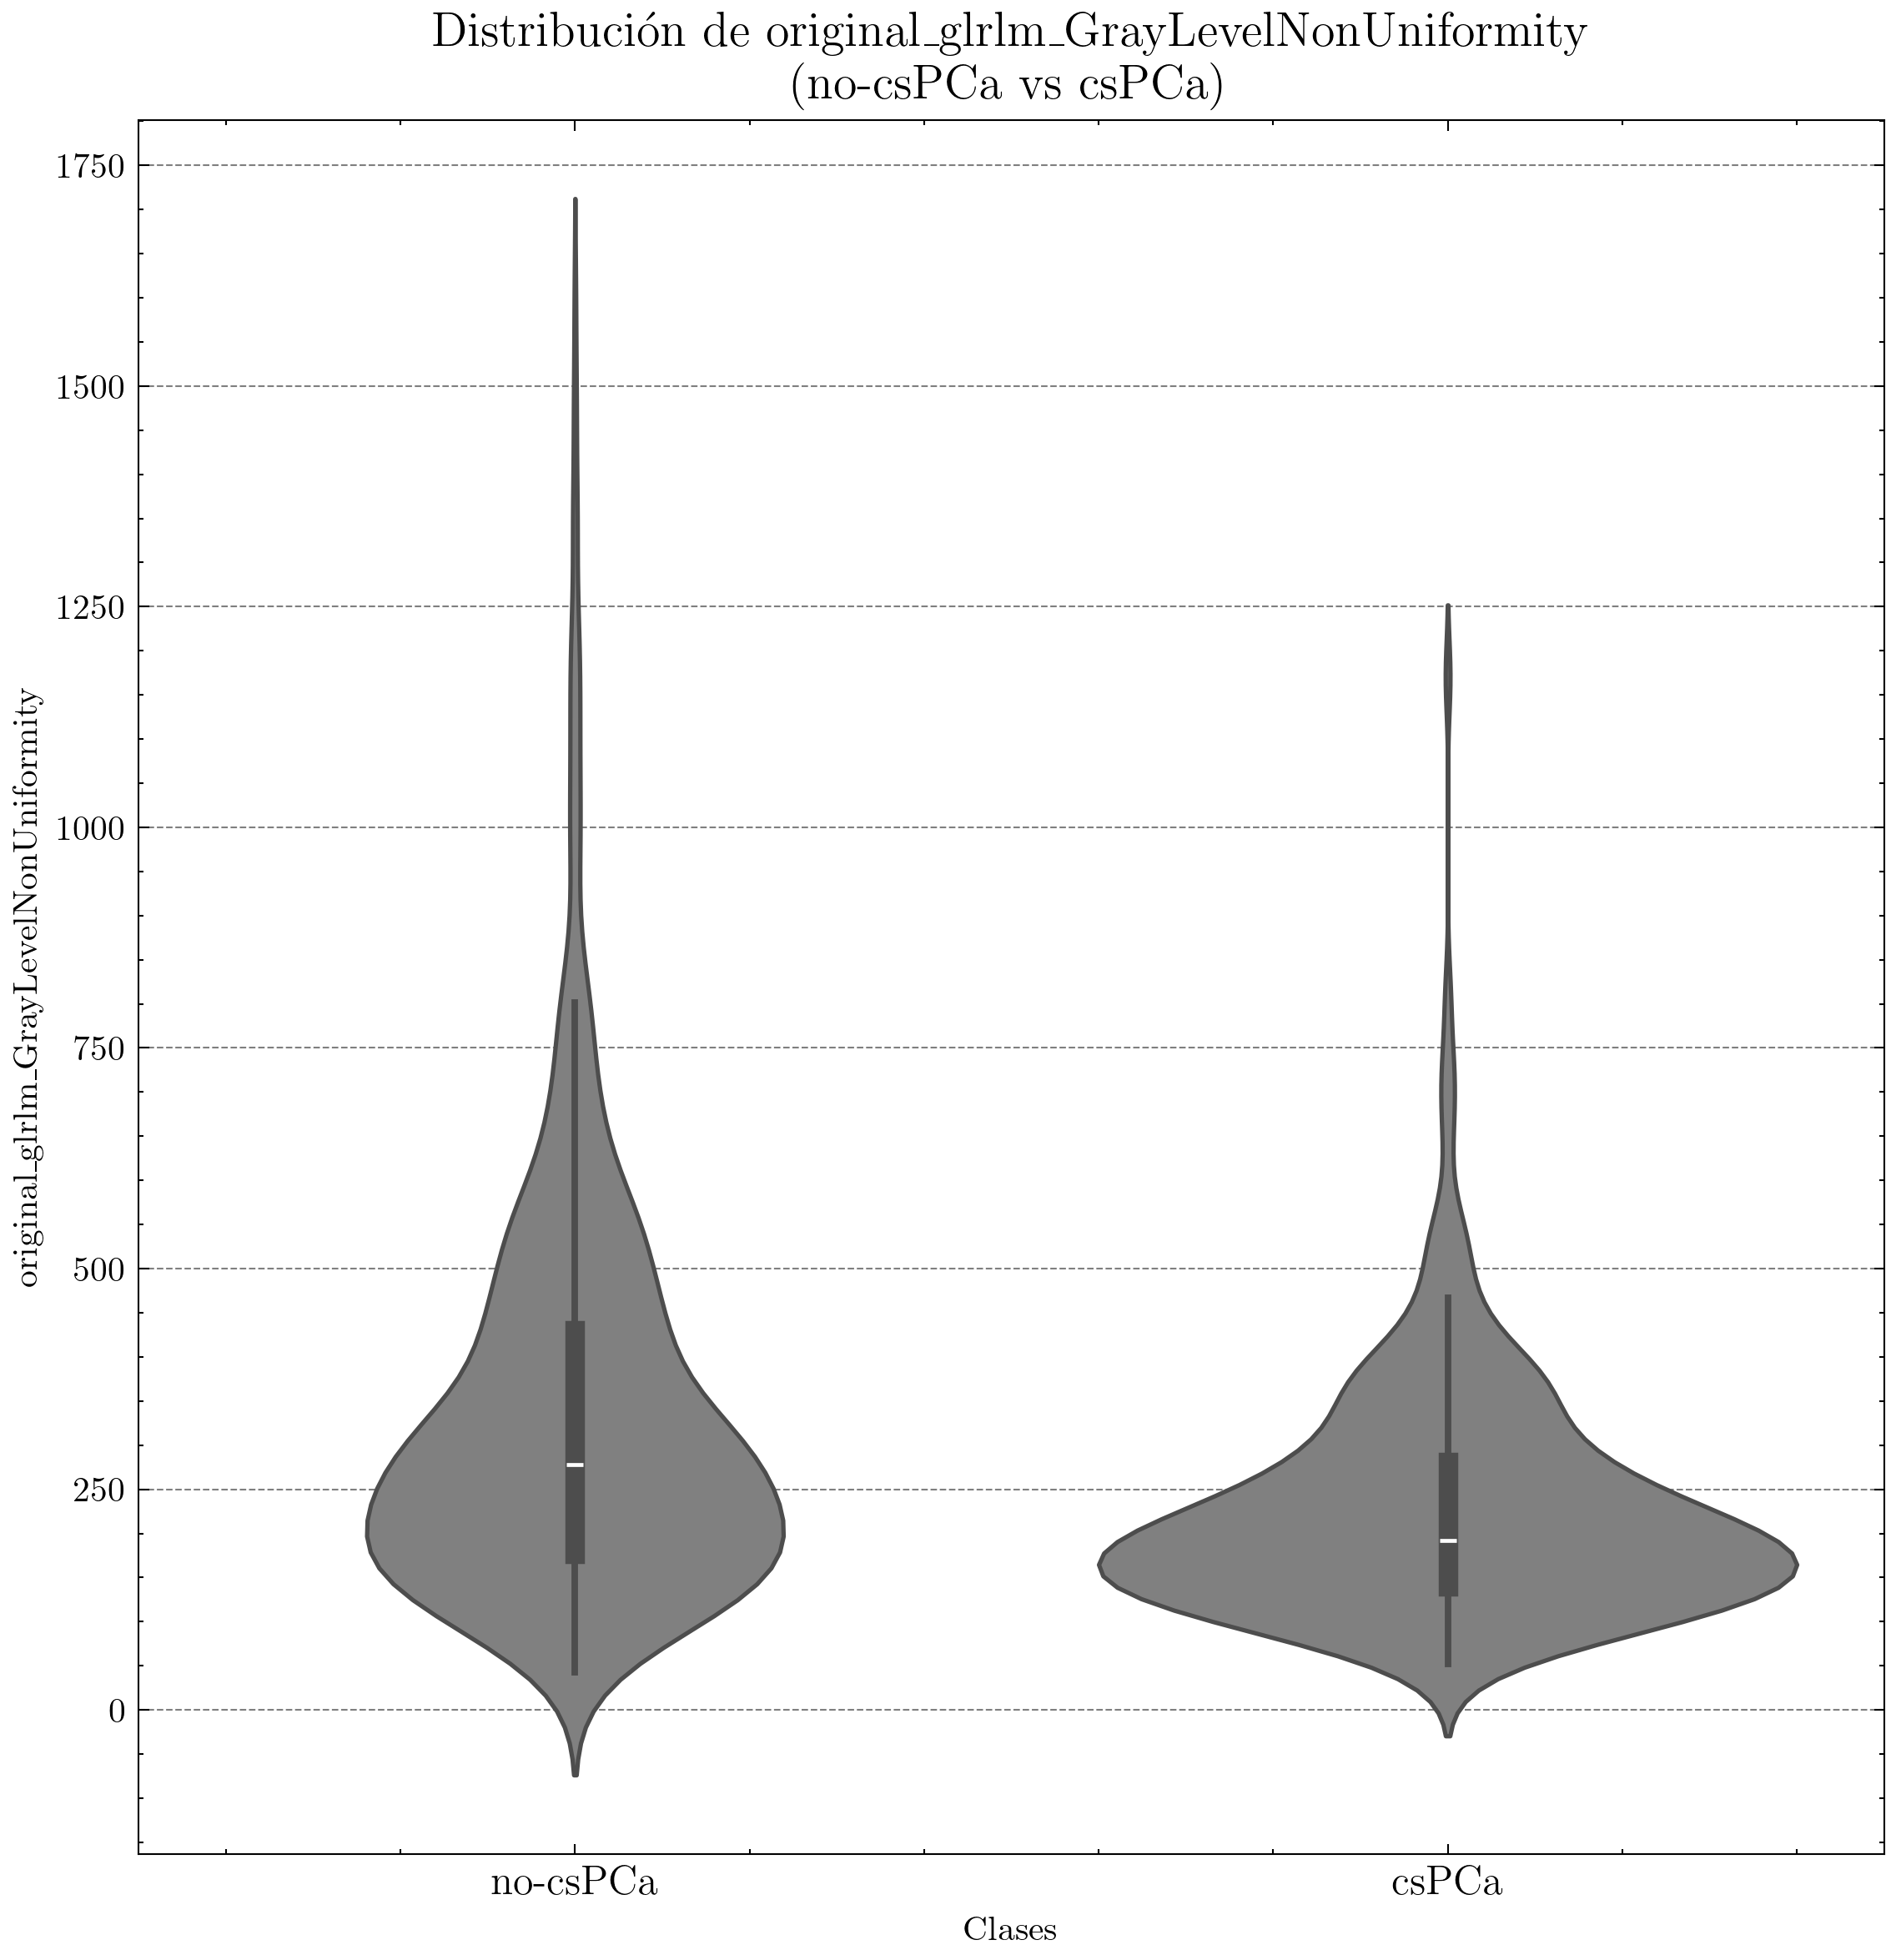 Distribución de original_glrlm_GrayLevelNonUniformity
(no-csPCa vs csPCa)
original_glrlm_GrayLevelNonUniformity
1750
1500
1250
1000
750
500
250
0
no-csPCa
csPCa
Clases